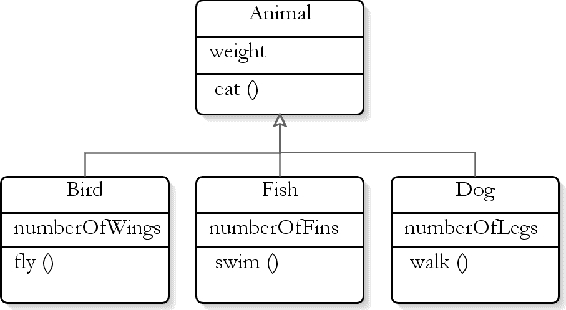 Animal
weight
eat ()
Bird
numberOfWings
fly ()
Fish
numberOfFins
swim ()
Dog
numberOfLegs
walk ()